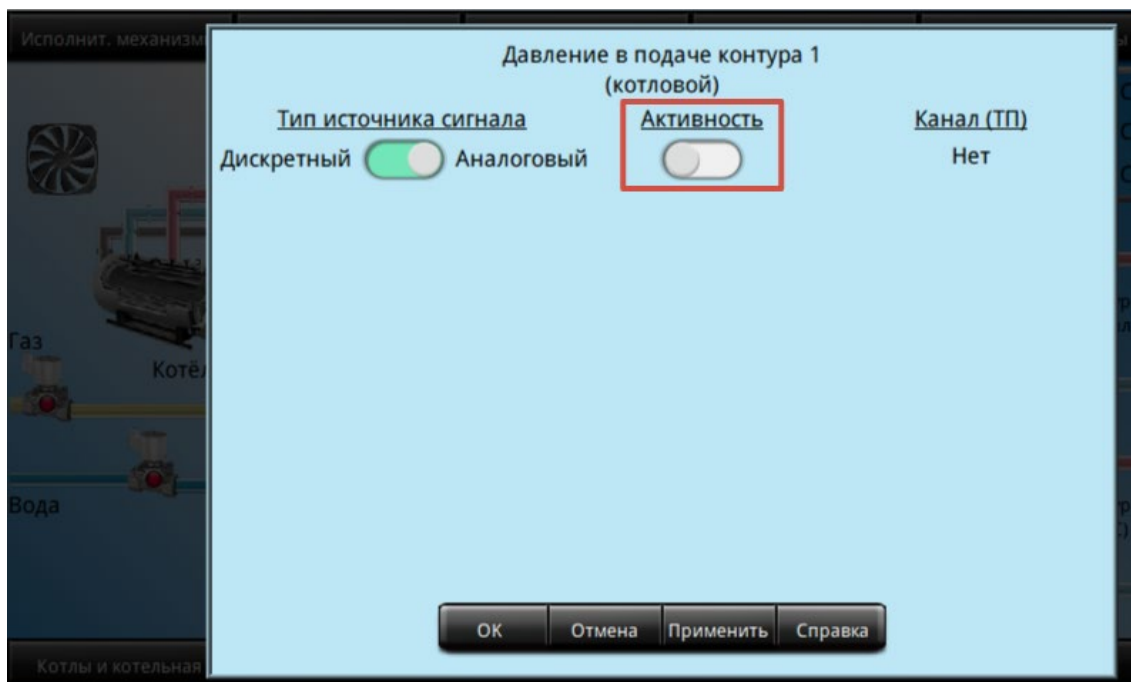 Исполнит. механизм
Давление в подаче контура 1
(котловой)
Тип источника сигнала Активность Канал (ТП)
Дискретный Аналоговый Нет
Газ
Котёл
Вода
OK Отмена Применить Справка
Котлы и котельная